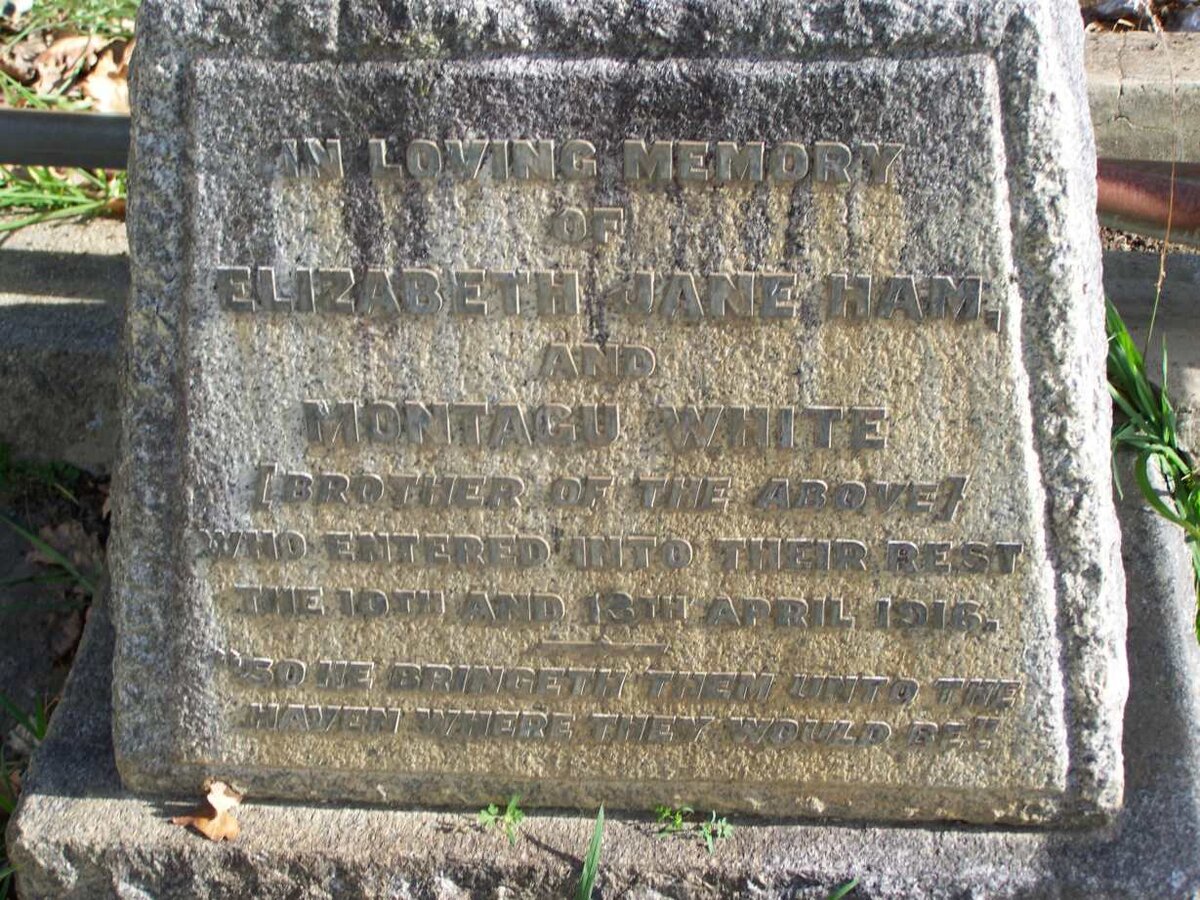 IN LOVING MEMORY
OF
ELIZABETH JANE HAM,
AND
MONTAGU WHITE
[BROTHER OF THE ABOVE]
WHO ENTERED INTO THEIR REST
THE 10TH AND 13TH APRIL 1916.
"SO HE BRINGETH THEM UNTO THE
HAVEN WHERE THEY WOULD BE."